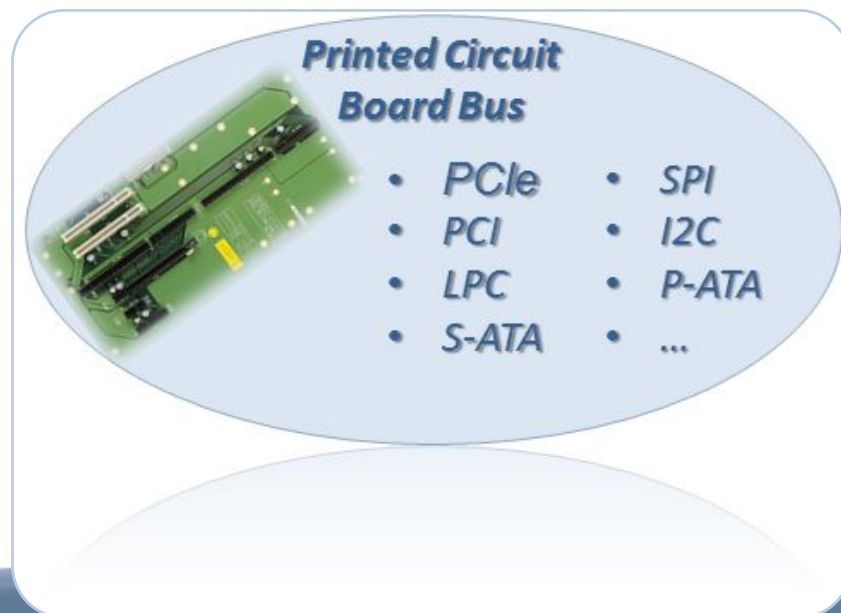 Printed Circuit
Board Bus
• PCIe
• PCI
• LPC
• S-ATA
• SPI
• I2C
• P-ATA
• ...